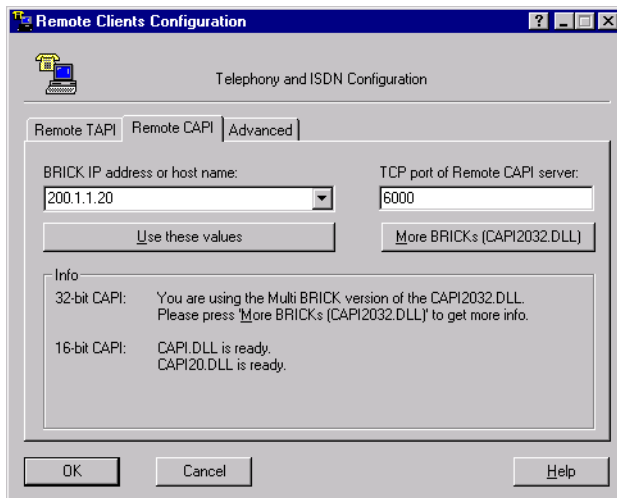 Remote Clients Configuration
Telephony and ISDN Configuration
Remote TAPI Remote CAPI Advanced
BRICK IP address or host name: TCP port of Remote CAPI server:
200.1.1.20 6000
Use these values More BRICKs (CAPI2032.DLL)
Info
32-bit CAPI: You are using the Multi BRICK version of the CAPI2032.DLL.
Please press 'More BRICKs (CAPI2032.DLL)' to get more info.
16-bit CAPI: CAPI.DLL is ready.
CAPI20.DLL is ready.
OK Cancel Help